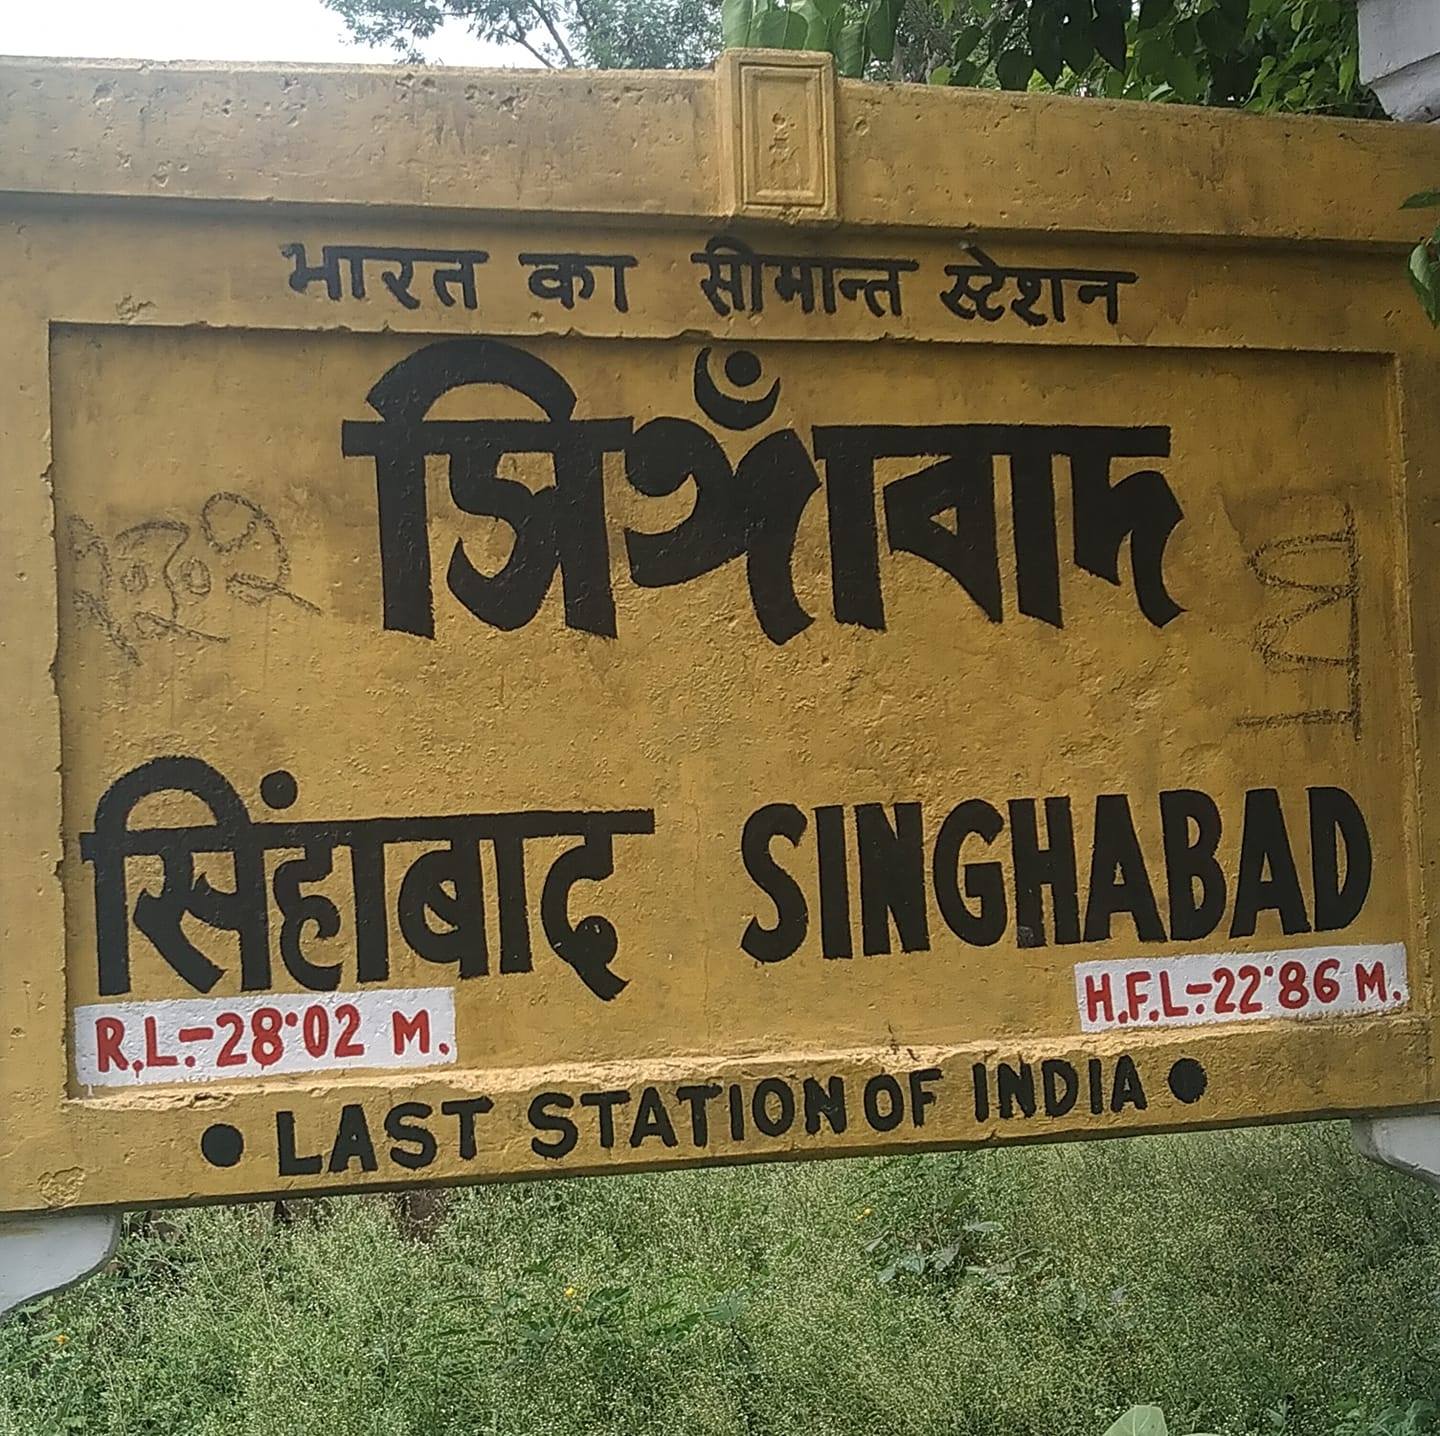 भारत का सीमान्त स्टेशन
সিঙ্গাঁবাদ
सिंहाबाद SINGHABAD
R.L.-28·02 M. H.F.L-22·86 M.
• LAST STATION OF INDIA •